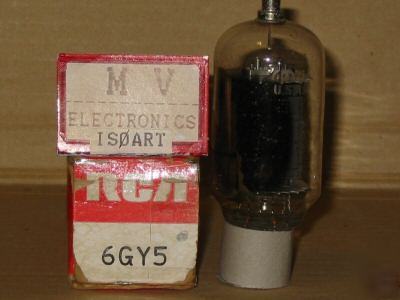 M V
ELECTRONICS
ISØART
RCA
6GY5